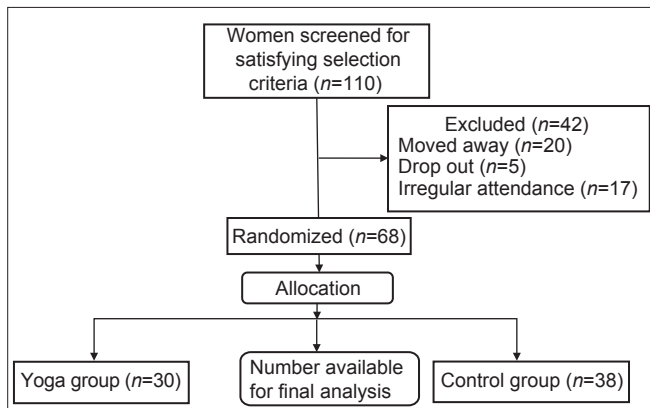 Women screened for
satisfying selection
criteria (n=110)
Excluded (n=42)
Moved away (n=20)
Drop out (n=5)
Irregular attendance (n=17)
Randomized (n=68)
Allocation
Yoga group (n=30)
Number available
for final analysis
Control group (n=38)